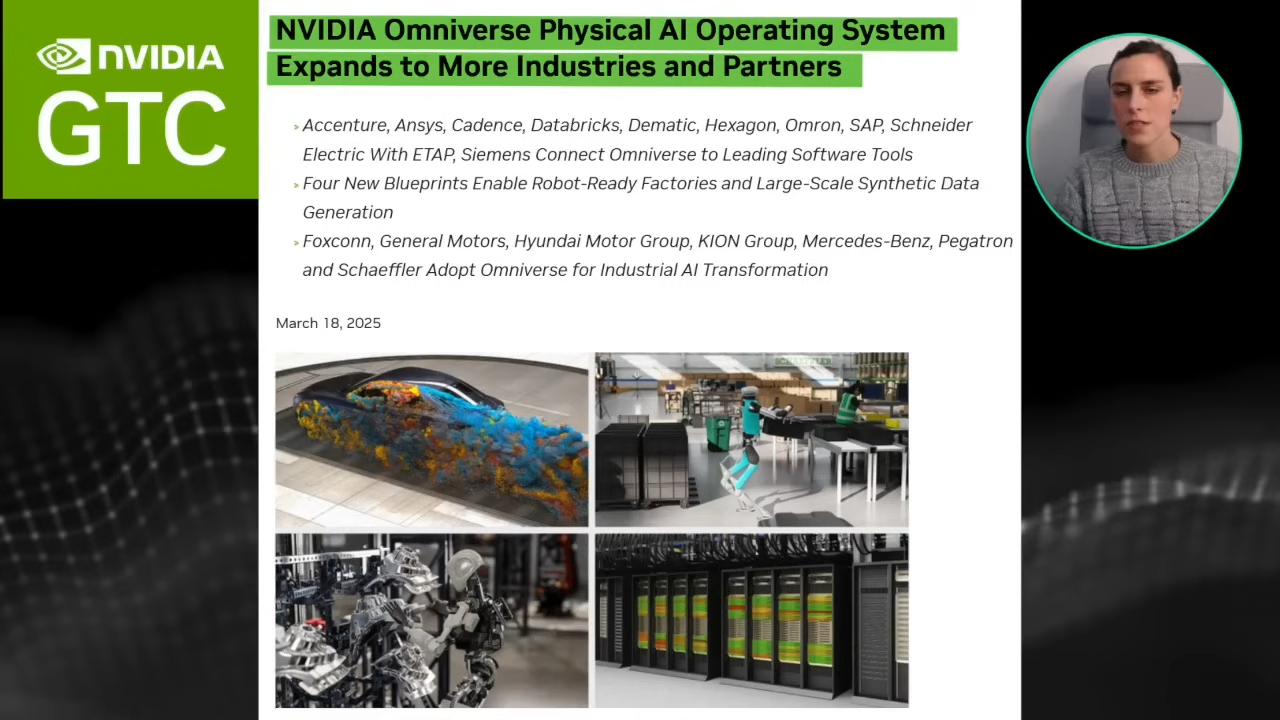 NVIDIA
GTC
NVIDIA Omniverse Physical AI Operating System
Expands to More Industries and Partners
› Accenture, Ansys, Cadence, Databricks, Dematic, Hexagon, Omron, SAP, Schneider
Electric With ETAP, Siemens Connect Omniverse to Leading Software Tools
› Four New Blueprints Enable Robot-Ready Factories and Large-Scale Synthetic Data
Generation
› Foxconn, General Motors, Hyundai Motor Group, KION Group, Mercedes-Benz, Pegatron
and Schaeffler Adopt Omniverse for Industrial AI Transformation
March 18, 2025
SCHAEFFLER